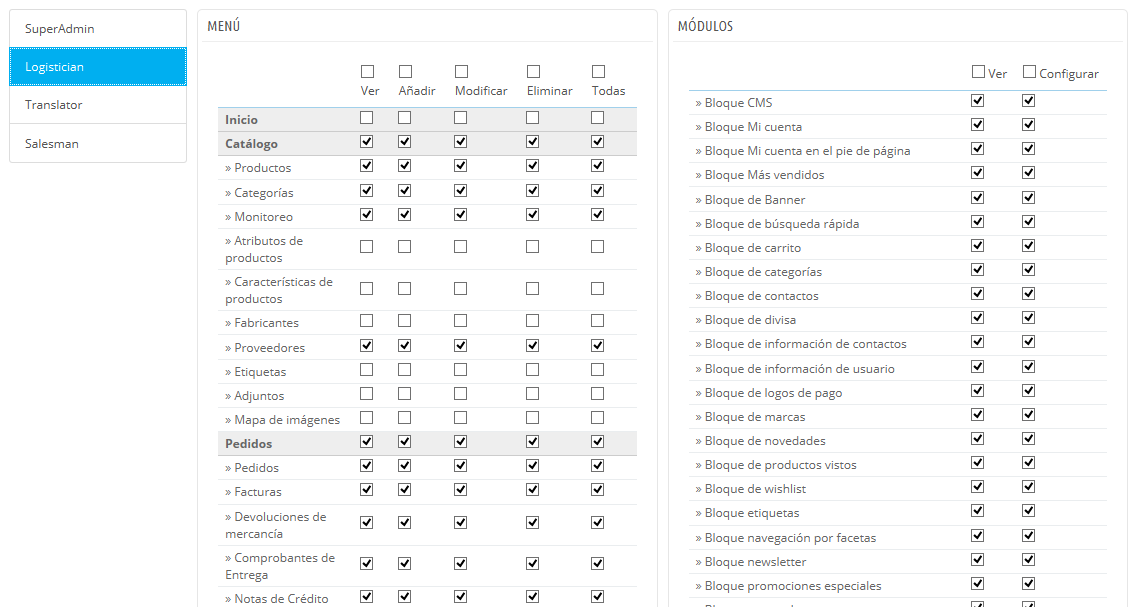 SuperAdmin
Logistician
Translator
Salesman
MENÚ
Ver Añadir Modificar Eliminar Todas
Inicio
Catálogo
» Productos
» Categorías
» Monitoreo
» Atributos de
productos
» Características de
productos
» Fabricantes
» Proveedores
» Etiquetas
» Adjuntos
» Mapa de imágenes
Pedidos
» Pedidos
» Facturas
» Devoluciones de
mercancía
» Comprobantes de
Entrega
» Notas de Crédito
MÓDULOS
Ver Configurar
» Bloque CMS
» Bloque Mi cuenta
» Bloque Mi cuenta en el pie de página
» Bloque Más vendidos
» Bloque de Banner
» Bloque de búsqueda rápida
» Bloque de carrito
» Bloque de categorías
» Bloque de contactos
» Bloque de divisa
» Bloque de información de contactos
» Bloque de información de usuario
» Bloque de logos de pago
» Bloque de marcas
» Bloque de novedades
» Bloque de productos vistos
» Bloque de wishlist
» Bloque etiquetas
» Bloque navegación por facetas
» Bloque newsletter
» Bloque promociones especiales